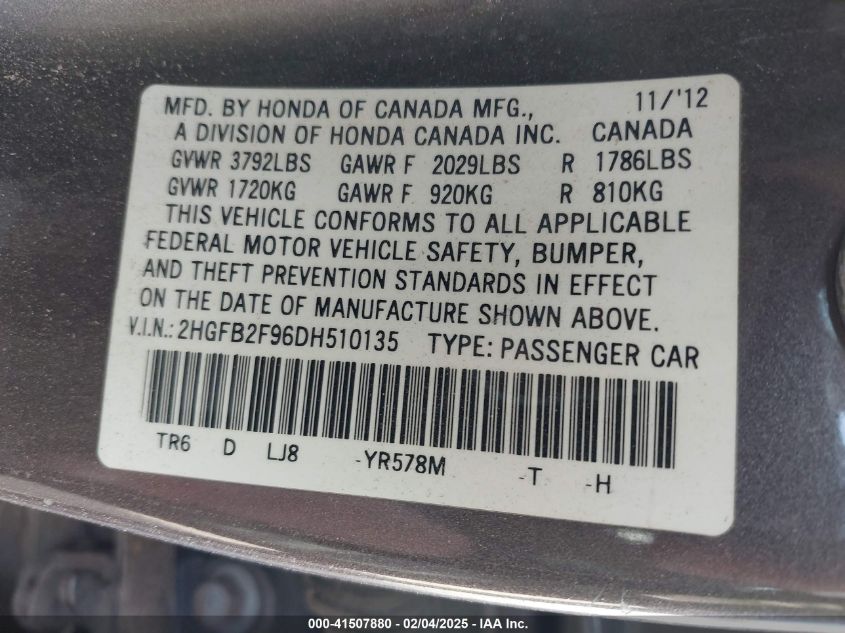 MFD. BY HONDA OF CANADA MFG., 11/'12
A DIVISION OF HONDA CANADA INC. CANADA
GVWR 3792LBS GAWR F 2029LBS R 1786LBS
GVWR 1720KG GAWR F 920KG R 810KG
THIS VEHICLE CONFORMS TO ALL APPLICABLE
FEDERAL MOTOR VEHICLE SAFETY, BUMPER,
AND THEFT PREVENTION STANDARDS IN EFFECT
ON THE DATE OF MANUFACTURE SHOWN ABOVE.
V.I.N.: 2HGFB2F96DH510135 TYPE: PASSENGER CAR
TR6 D LJ8 -YR578M -T -H
000-41507880 - 02/04/2025 - IAAI.com